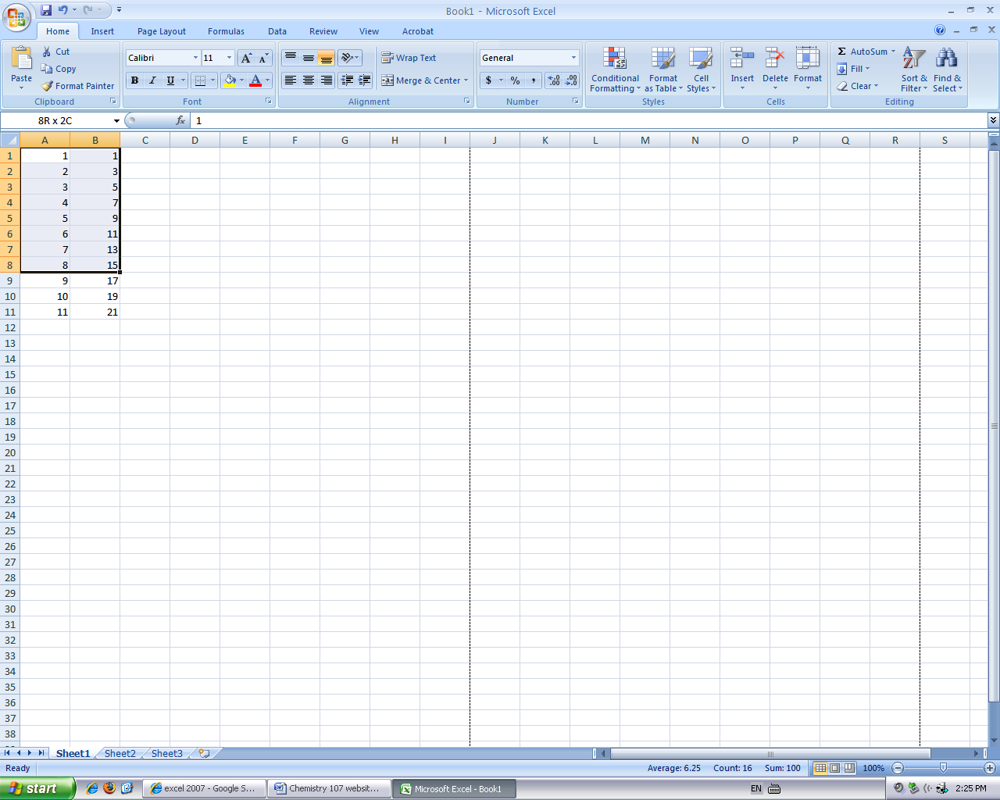 Book1 - Microsoft Excel
Home Insert Page Layout Formulas Data Review View Acrobat
Paste Cut Copy Format Painter Clipboard
Calibri 11 B I U Font
Wrap Text Merge & Center Alignment
General $ % , Number
Conditional Formatting Format as Table Cell Styles Styles
Insert Delete Format Cells
Σ AutoSum Fill Clear Sort & Filter Find & Select Editing
8R x 2C fx 1
A B C D E F G H I J K L M N O P Q R S
1 1 1
2 2 3
3 3 5
4 4 7
5 5 9
6 6 11
7 7 13
8 8 15
9 9 17
10 10 19
11 11 21
12
13
14
15
16
17
18
19
20
21
22
23
24
25
26
27
28
29
30
31
32
33
34
35
36
37
38
Sheet1 Sheet2 Sheet3
Ready Average: 6.25 Count: 16 Sum: 100 100%
start excel 2007 - Google S... Chemistry 107 websit... Microsoft Excel - Book1 EN 2:25 PM